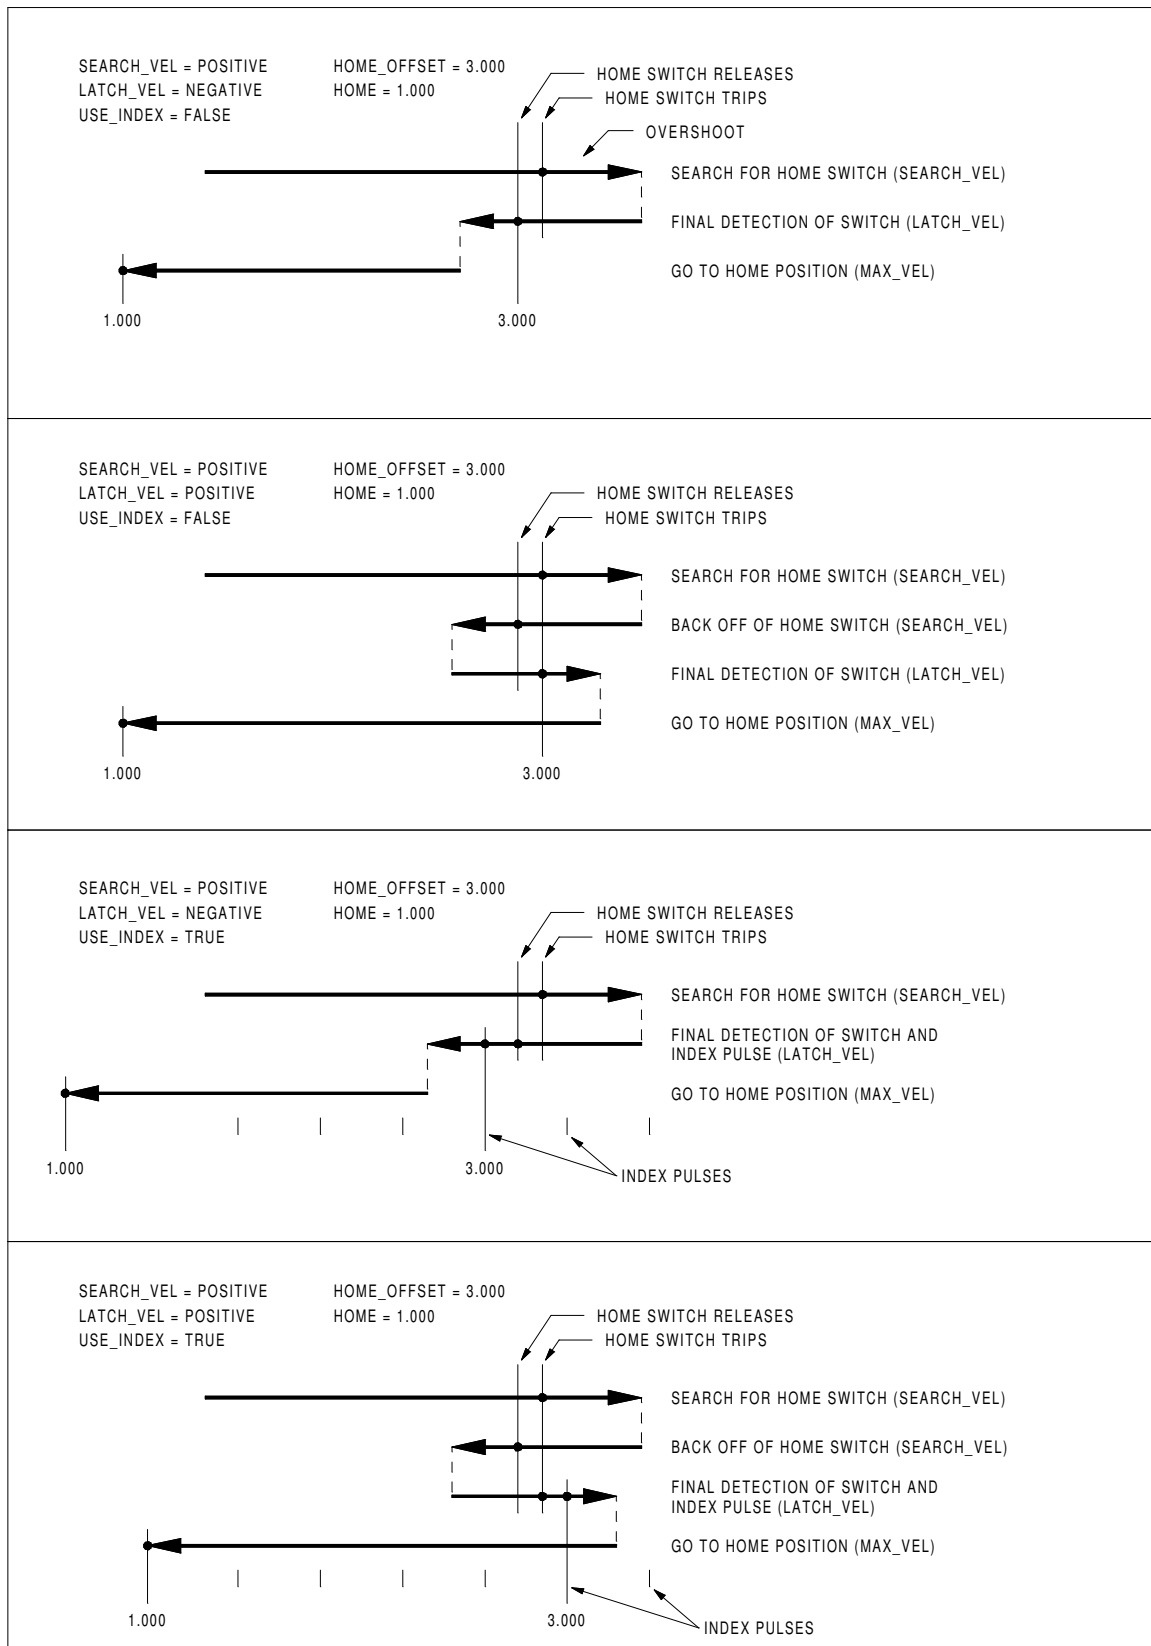 SEARCH_VEL = POSITIVE HOME_OFFSET = 3.000
LATCH_VEL = NEGATIVE HOME = 1.000
USE_INDEX = FALSE
HOME SWITCH RELEASES
HOME SWITCH TRIPS
OVERSHOOT
SEARCH FOR HOME SWITCH (SEARCH_VEL)
FINAL DETECTION OF SWITCH (LATCH_VEL)
GO TO HOME POSITION (MAX_VEL)
1.000 3.000
SEARCH_VEL = POSITIVE HOME_OFFSET = 3.000
LATCH_VEL = POSITIVE HOME = 1.000
USE_INDEX = FALSE
HOME SWITCH RELEASES
HOME SWITCH TRIPS
SEARCH FOR HOME SWITCH (SEARCH_VEL)
BACK OFF OF HOME SWITCH (SEARCH_VEL)
FINAL DETECTION OF SWITCH (LATCH_VEL)
GO TO HOME POSITION (MAX_VEL)
1.000 3.000
SEARCH_VEL = POSITIVE HOME_OFFSET = 3.000
LATCH_VEL = NEGATIVE HOME = 1.000
USE_INDEX = TRUE
HOME SWITCH RELEASES
HOME SWITCH TRIPS
SEARCH FOR HOME SWITCH (SEARCH_VEL)
FINAL DETECTION OF SWITCH AND
INDEX PULSE (LATCH_VEL)
GO TO HOME POSITION (MAX_VEL)
1.000 3.000
INDEX PULSES
SEARCH_VEL = POSITIVE HOME_OFFSET = 3.000
LATCH_VEL = POSITIVE HOME = 1.000
USE_INDEX = TRUE
HOME SWITCH RELEASES
HOME SWITCH TRIPS
SEARCH FOR HOME SWITCH (SEARCH_VEL)
BACK OFF OF HOME SWITCH (SEARCH_VEL)
FINAL DETECTION OF SWITCH AND
INDEX PULSE (LATCH_VEL)
GO TO HOME POSITION (MAX_VEL)
1.000 3.000
INDEX PULSES